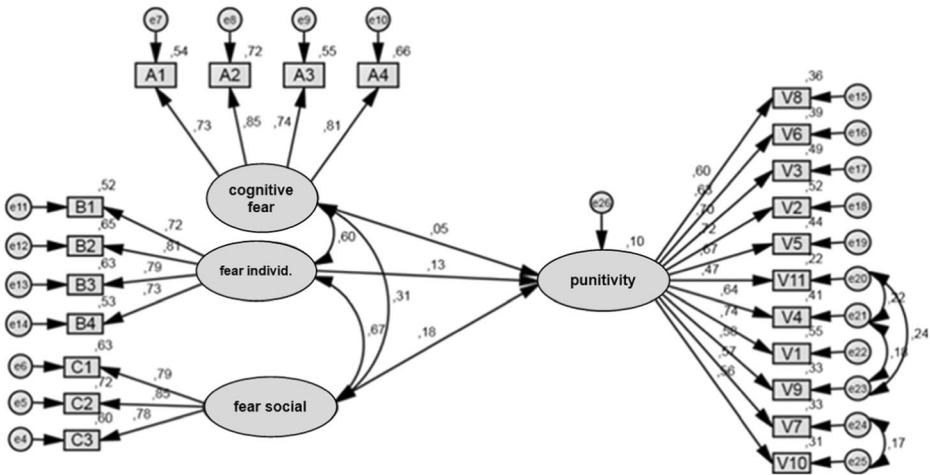 e7 e8 e9 e10
,54 ,72 ,55 ,66
A1 A2 A3 A4
,73 ,85 ,74 ,81
cognitive
fear
e11 B1 ,52
e12 B2 ,65
e13 B3 ,63
e14 B4 ,53
,72
,81
,79
,73
fear individ.
e6 C1 ,63
e5 C2 ,72
e4 C3 ,60
,79
,85
,78
fear social
,60
,31
,67
,05
,13
,18
e26
,10
punitivity
,60
,63
,70
,72
,67
,47
,64
,74
,58
,57
,56
,36
V8 e15
,39
V6 e16
,49
V3 e17
,52
V2 e18
,44
V5 e19
,22
V11 e20
,41
V4 e21
,55
V1 e22
,33
V9 e23
,33
V7 e24
,31
V10 e25
,22
,24
,18
,17